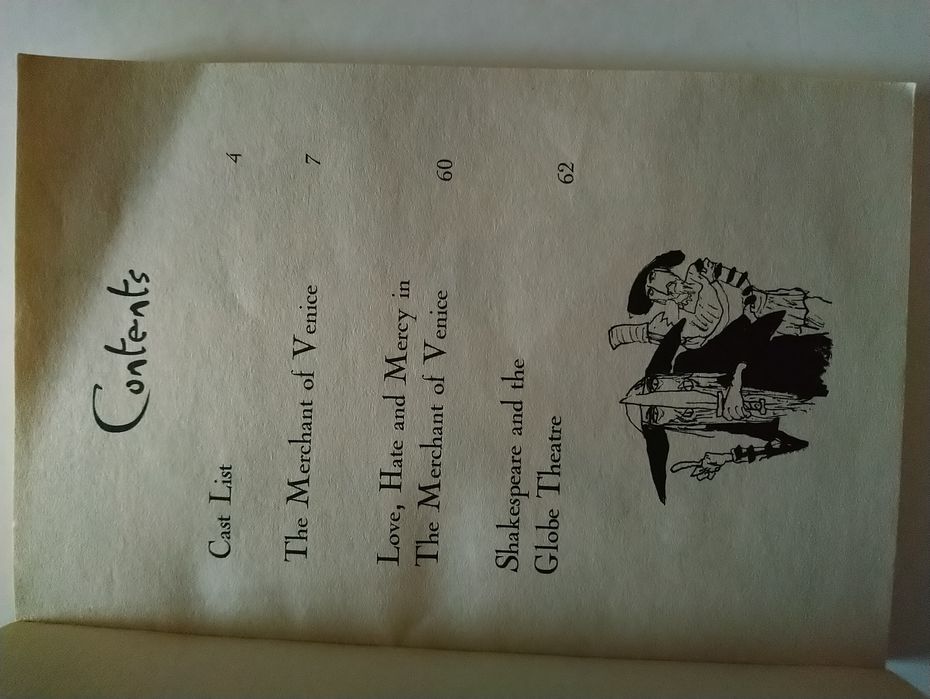 Contents
Cast List 4
The Merchant of Venice 7
Love, Hate and Mercy in
The Merchant of Venice 60
Shakespeare and the
Globe Theatre 62